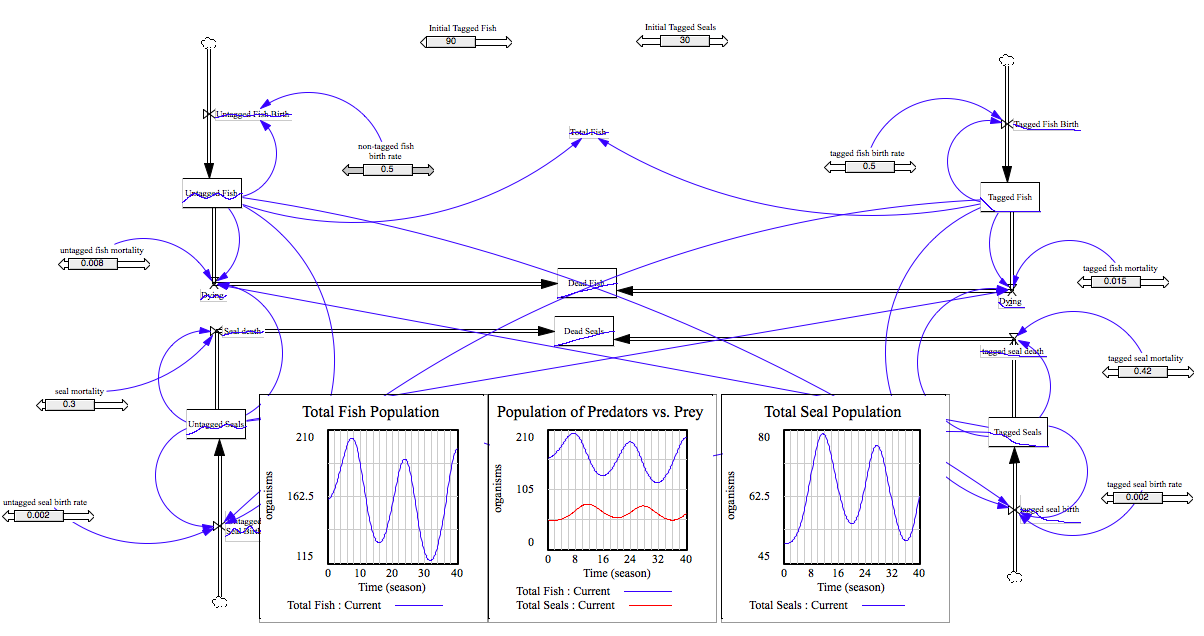 Initial Tagged Fish
90
Initial Tagged Seals
30
Untagged Fish Birth
non-tagged fish
birth rate
0.5
Total Fish
tagged fish birth rate
0.5
Tagged Fish Birth
Untagged Fish
Tagged Fish
untagged fish mortality
0.008
Dying
Dead Fish
tagged fish mortality
0.015
Dying
Seal death
Dead Seals
tagged seal death
tagged seal mortality
0.42
seal mortality
0.3
Untagged Seals
Tagged Seals
untagged seal birth rate
0.002
Untagged
Seal Birth
tagged seal birth rate
0.002
tagged seal birth
Total Fish Population
210
162.5
115
organisms
0 10 20 30 40
Time (season)
Total Fish : Current
Population of Predators vs. Prey
210
105
0
organisms
0 8 16 24 32 40
Time (season)
Total Fish : Current
Total Seals : Current
Total Seal Population
80
62.5
45
organisms
0 8 16 24 32 40
Time (season)
Total Seals : Current